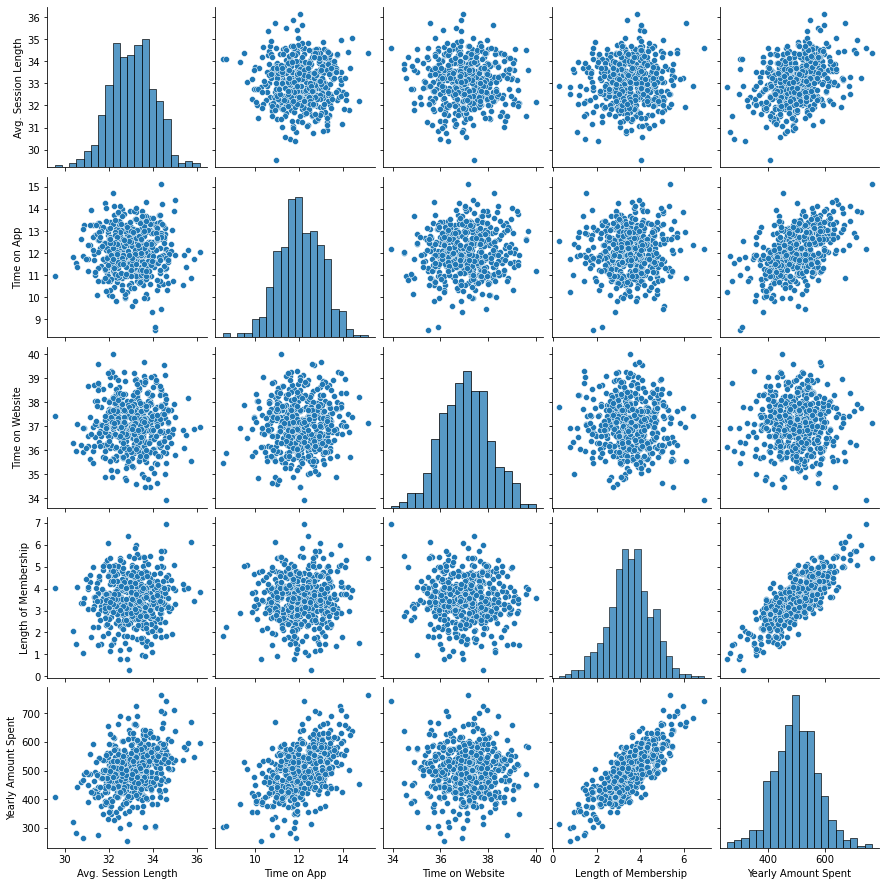 36
35
34
33
32
31
30
Avg. Session Length
15
14
13
12
11
10
9
Time on App
40
39
38
37
36
35
34
Time on Website
7
6
5
4
3
2
1
0
Length of Membership
700
600
500
400
300
Yearly Amount Spent
30 32 34 36
10 12 14
34 36 38 40
0 2 4 6
400 600
Avg. Session Length
Time on App
Time on Website
Length of Membership
Yearly Amount Spent